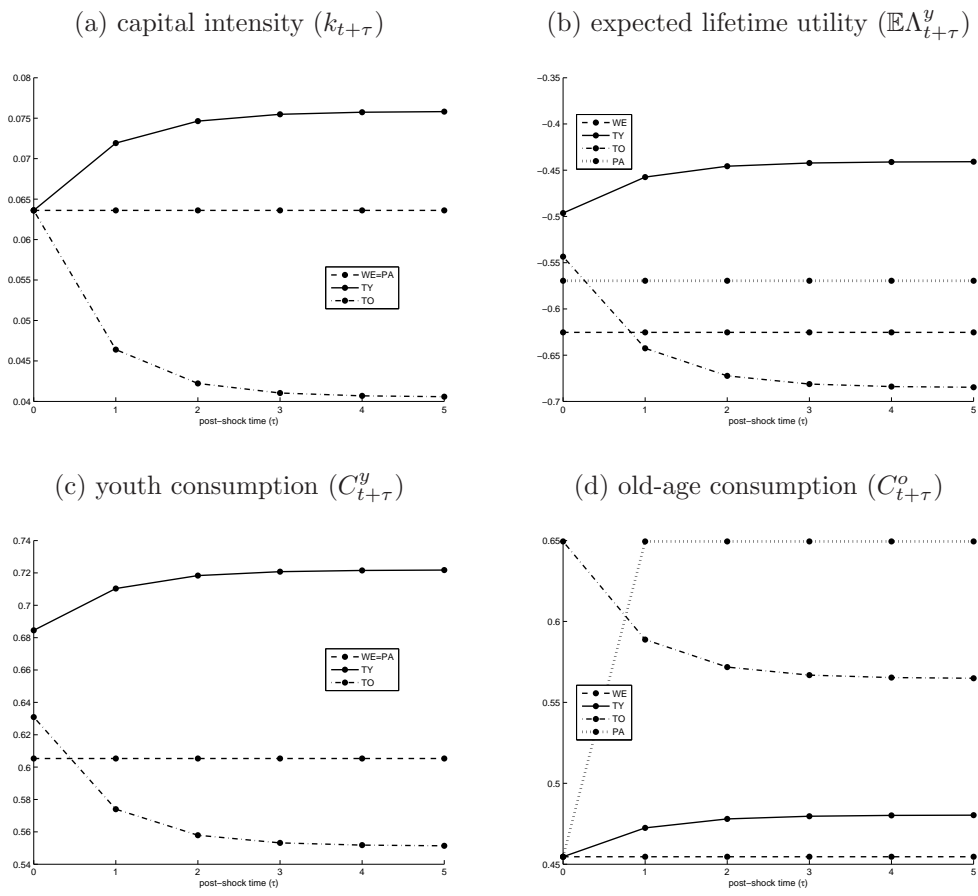 (a) capital intensity (k_{t+τ})
0.08
0.075
0.07
0.065
0.06
0.055
0.05
0.045
0.04
0 1 2 3 4 5
post−shock time (τ)
WE=PA
TY
TO
(b) expected lifetime utility (𝔼Λ^y_{t+τ})
−0.35
−0.4
−0.45
−0.5
−0.55
−0.6
−0.65
−0.7
0 1 2 3 4 5
post−shock time (τ)
WE
TY
TO
PA
(c) youth consumption (C^y_{t+τ})
0.74
0.72
0.7
0.68
0.66
0.64
0.62
0.6
0.58
0.56
0.54
0 1 2 3 4 5
post−shock time (τ)
WE=PA
TY
TO
(d) old-age consumption (C^o_{t+τ})
0.65
0.6
0.55
0.5
0.45
0 1 2 3 4 5
post−shock time (τ)
WE
TY
TO
PA